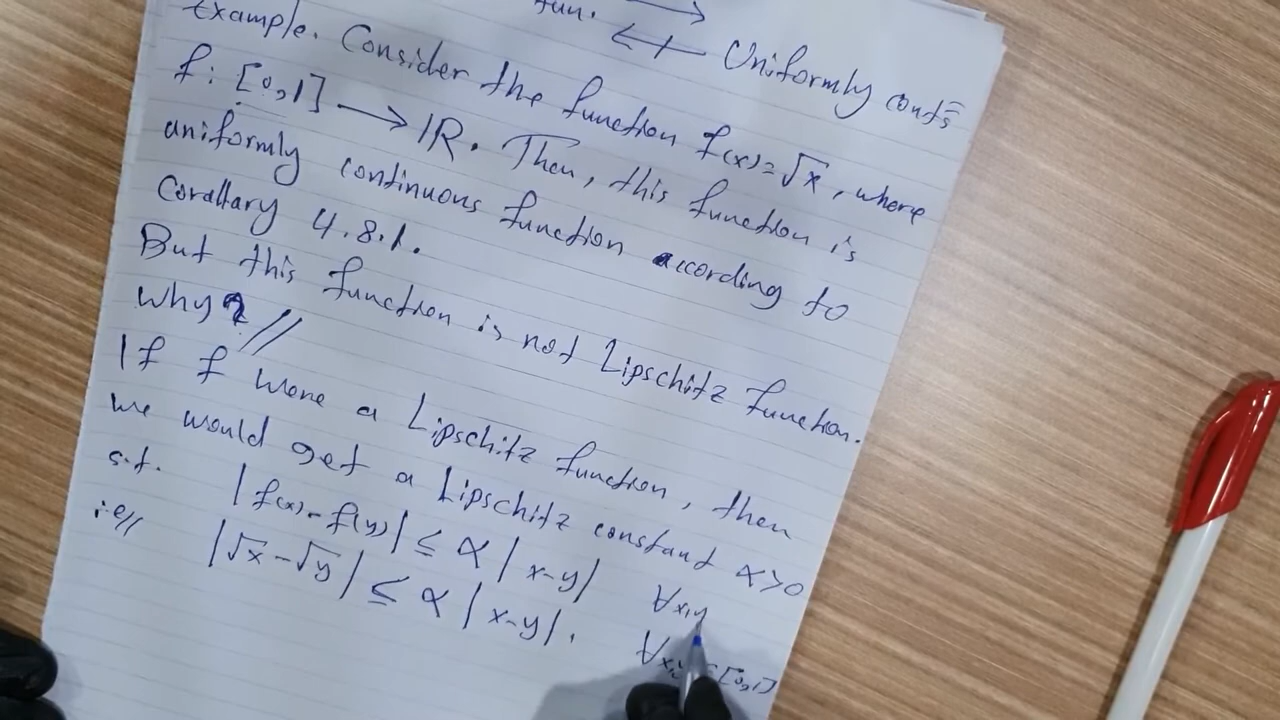 fun. →
↚ Uniformly conts
Example. Consider the function f(x)=√x, where
f: [0,1] → IR. Then, this function is
uniformly continuous function according to
Corollary 4.8.1.
But this function is not Lipschitz function.
Why? //
If f were a Lipschitz function, then
we would get a Lipschitz constant α>0
s.t. |f(x)-f(y)| ≤ α |x-y| ∀x,y
i.e// |√x-√y| ≤ α |x-y|. ∀x,y ∈[0,1]